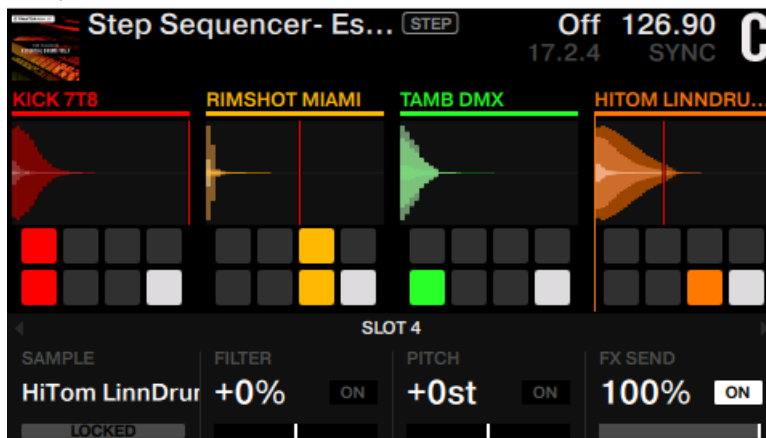 Step Sequencer- Es... STEP Off 126.90 C
17.2.4 SYNC
KICK 7T8 RIMSHOT MIAMI TAMB DMX HITOM LINNDRU...
SLOT 4
SAMPLE FILTER PITCH FX SEND
HiTom LinnDrur +0% ON +0st ON 100% ON
LOCKED